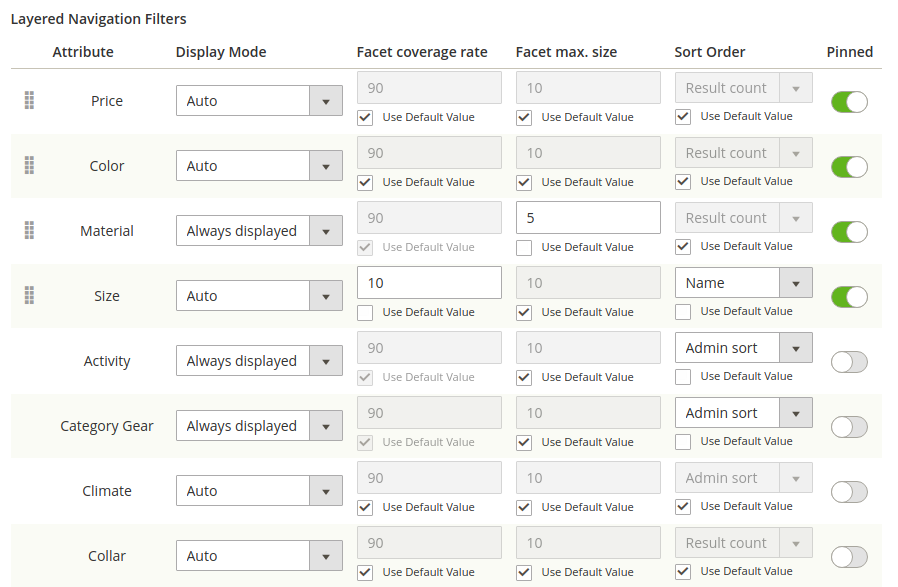 Layered Navigation Filters
Attribute Display Mode Facet coverage rate Facet max. size Sort Order Pinned
Price Auto 90 10 Result count
Use Default Value Use Default Value Use Default Value
Color Auto 90 10 Result count
Use Default Value Use Default Value Use Default Value
Material Always displayed 90 5 Result count
Use Default Value Use Default Value Use Default Value
Size Auto 10 10 Name
Use Default Value Use Default Value Use Default Value
Activity Always displayed 90 10 Admin sort
Use Default Value Use Default Value Use Default Value
Category Gear Always displayed 90 10 Admin sort
Use Default Value Use Default Value Use Default Value
Climate Auto 90 10 Admin sort
Use Default Value Use Default Value Use Default Value
Collar Auto 90 10 Result count
Use Default Value Use Default Value Use Default Value